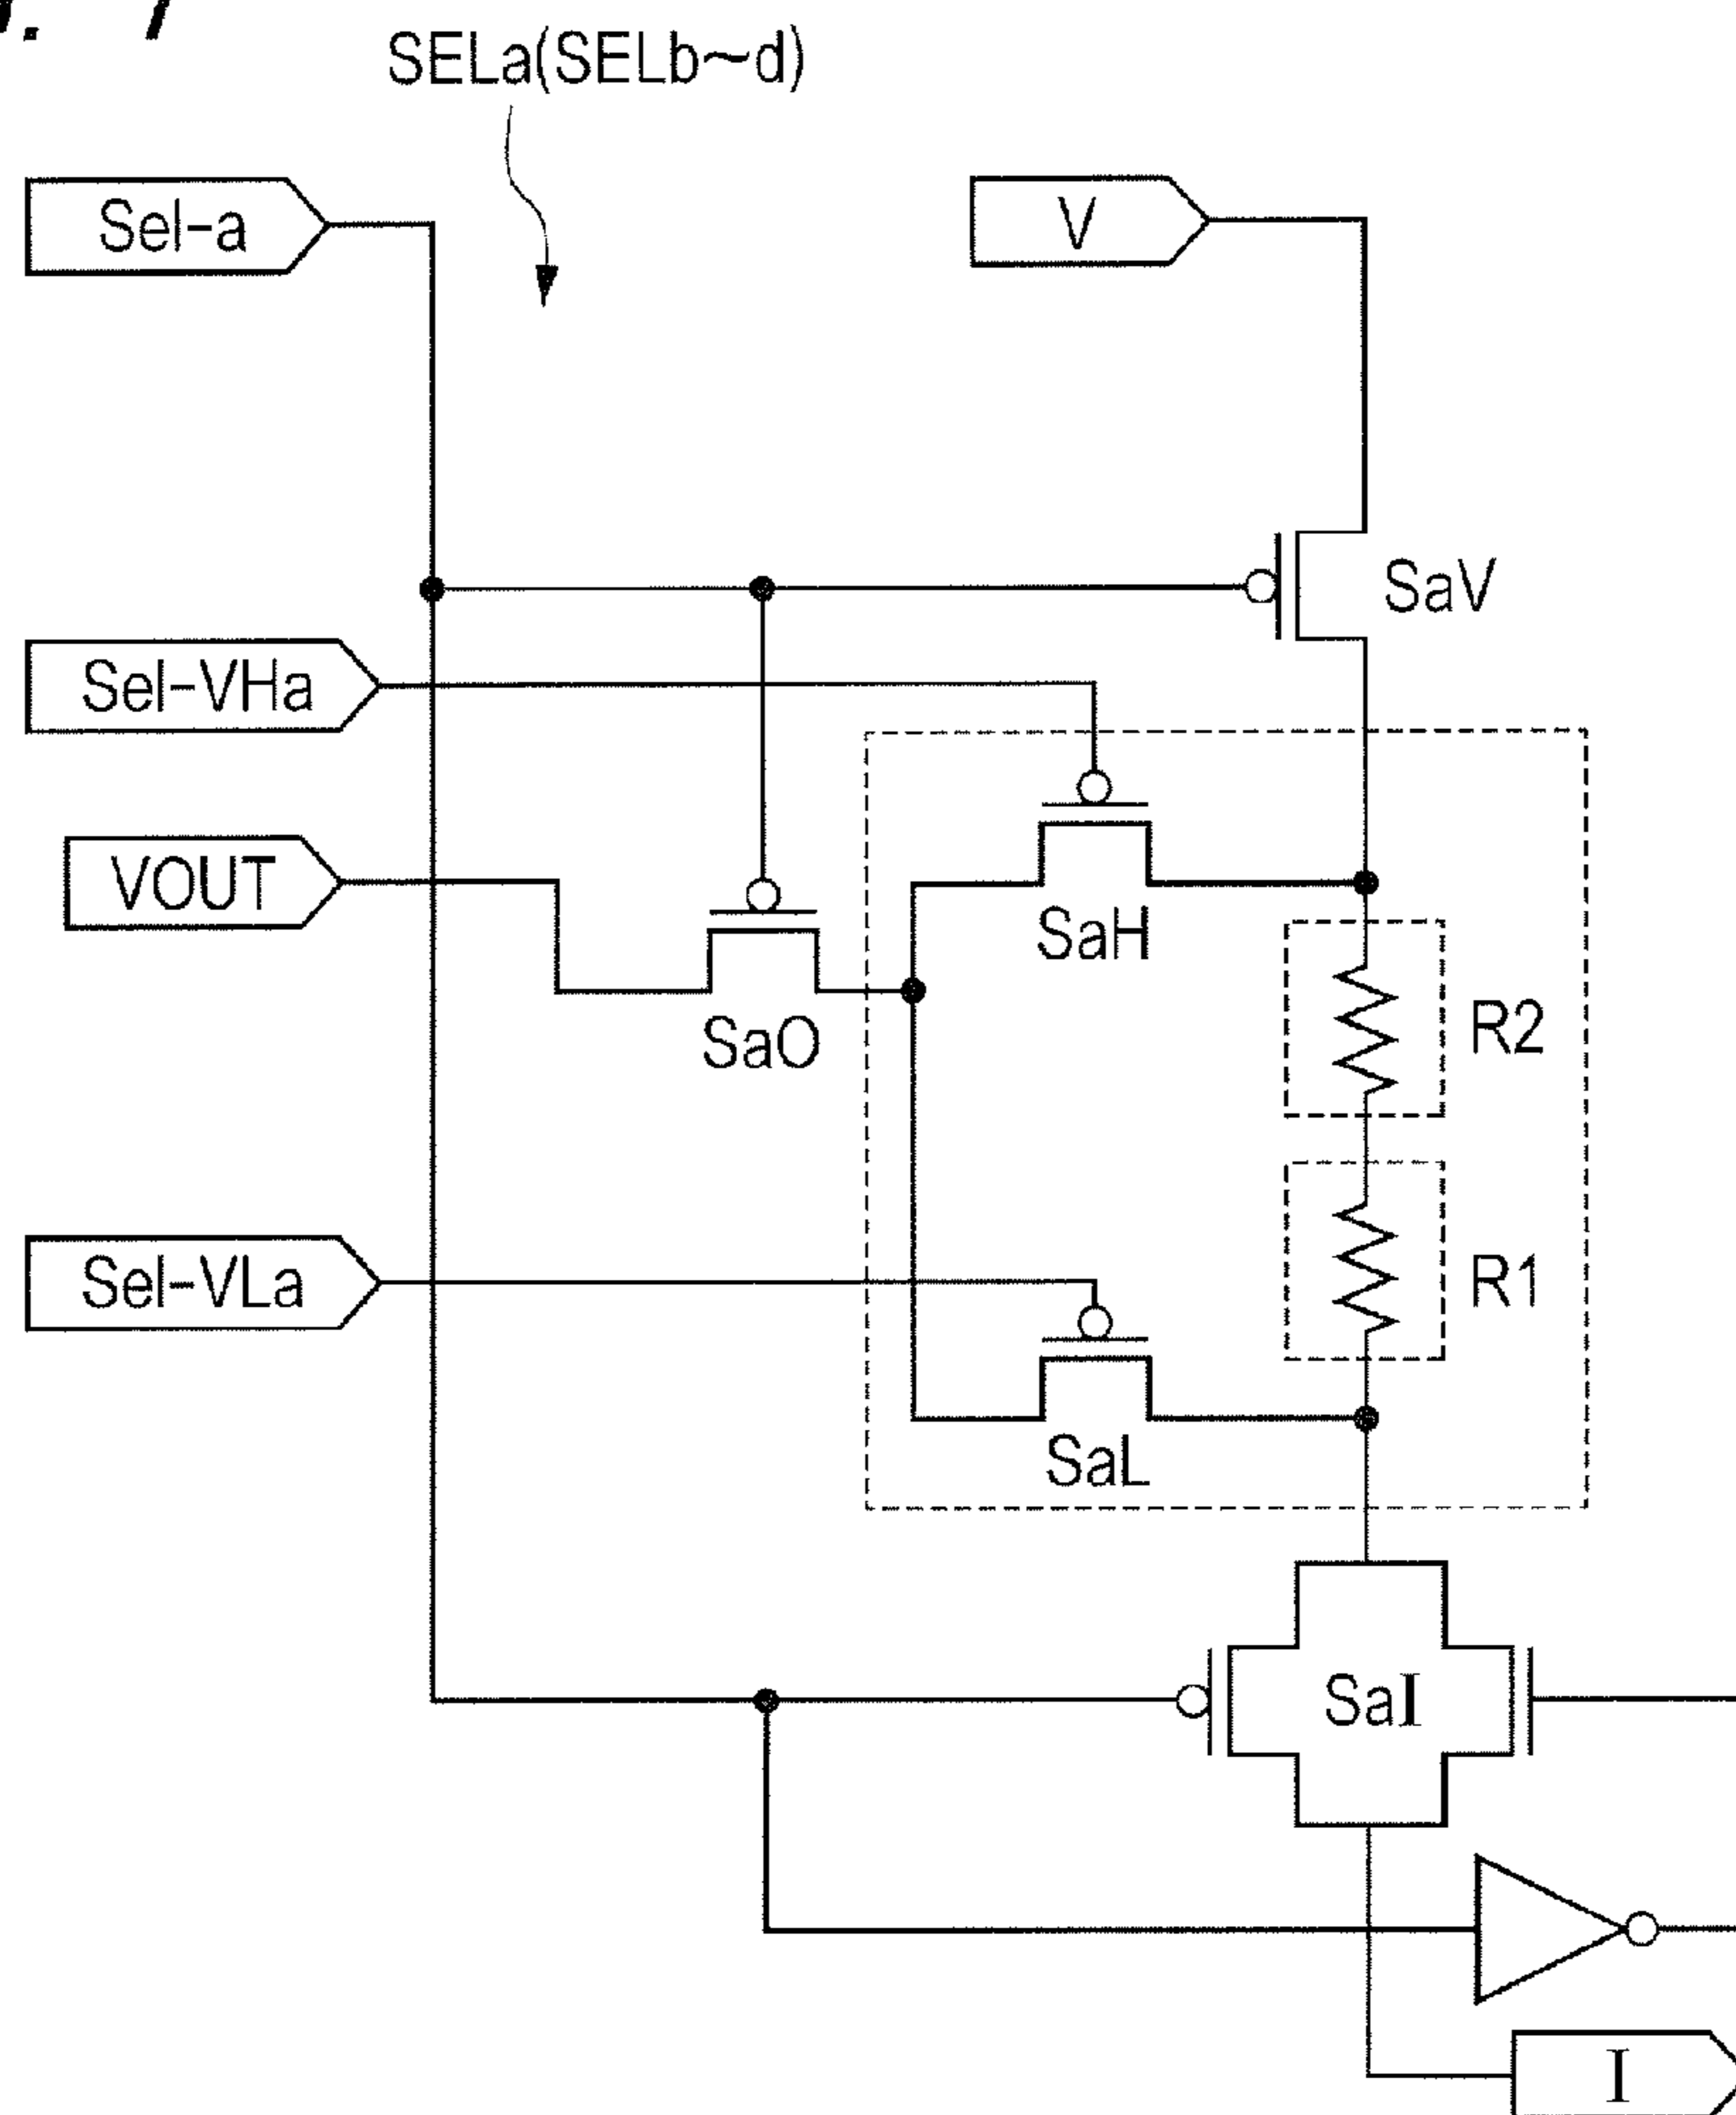 SELa(SELb~d)
Sel-a
V
SaV
Sel-VHa
VOUT
SaH
SaO
R2
Sel-VLa
R1
SaL
SaI
I